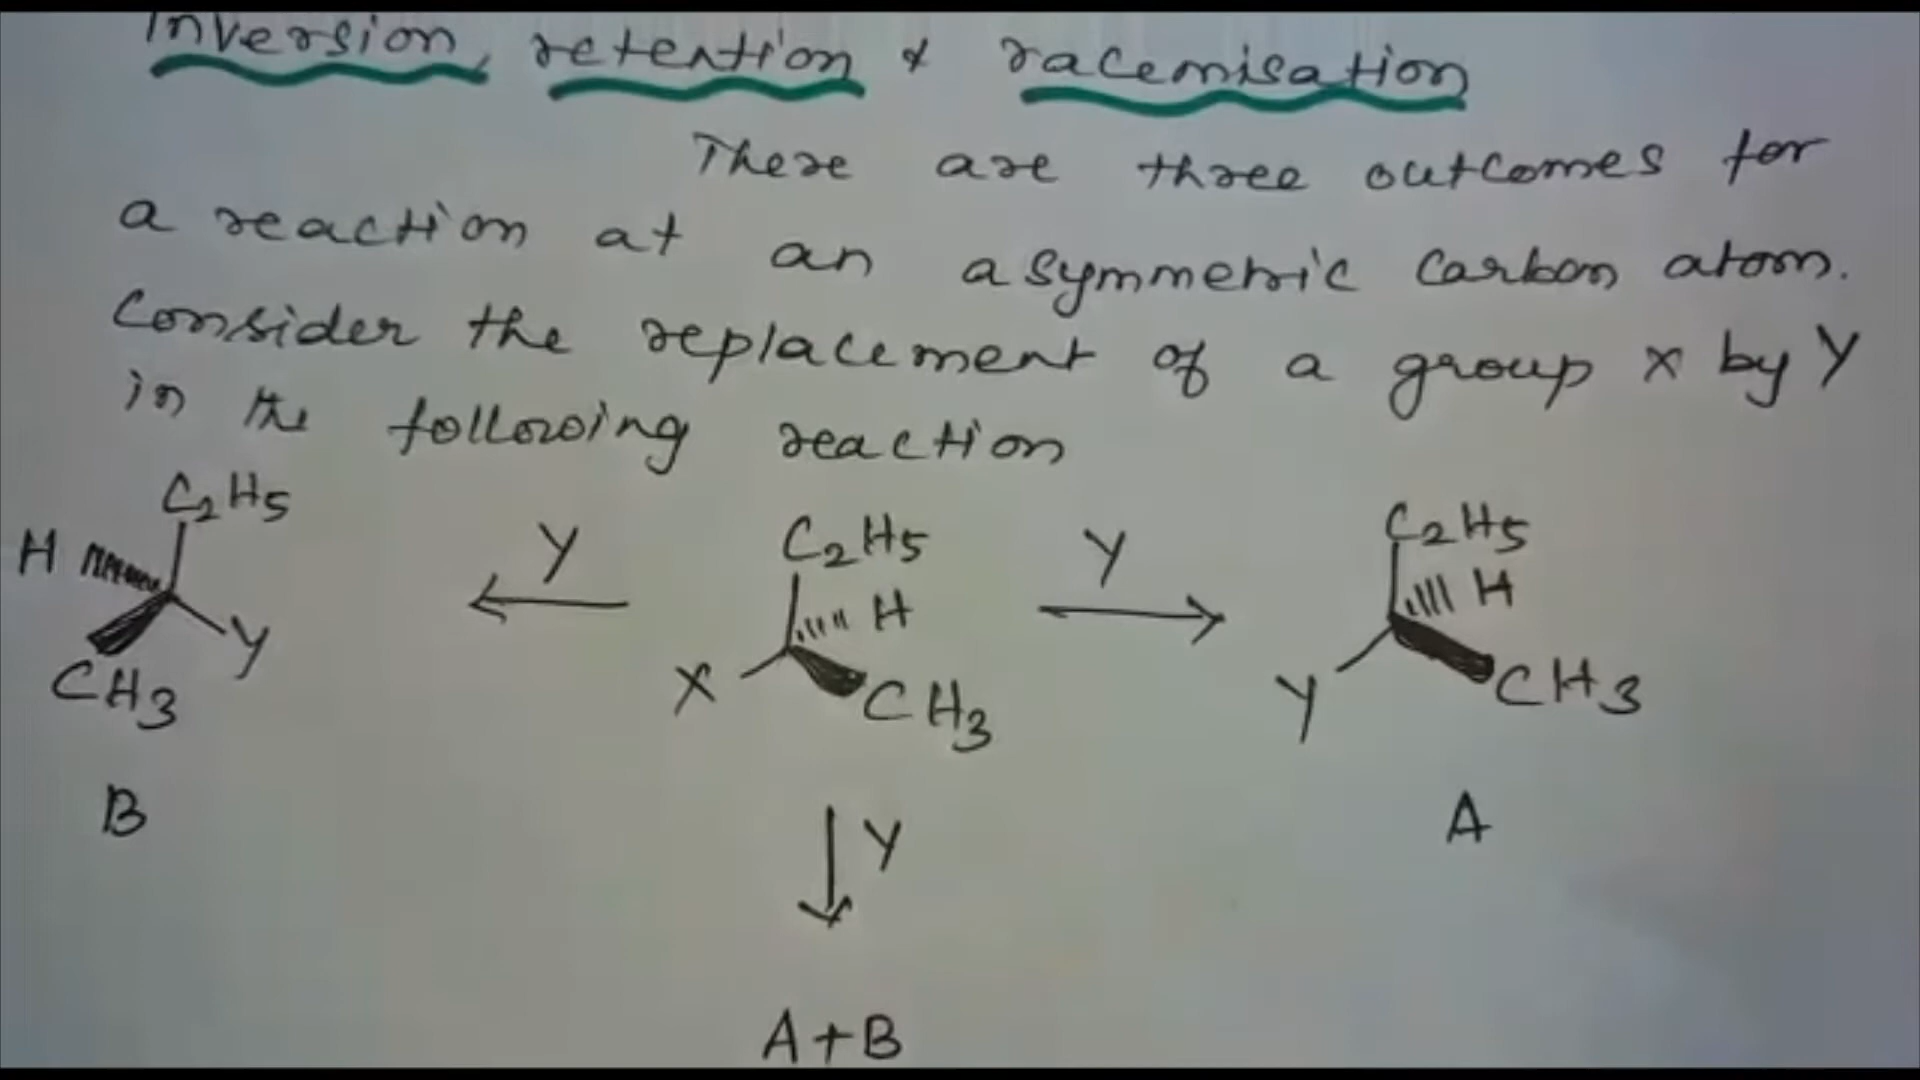 Inversion, retention & racemisation
There are three outcomes for
a reaction at an asymmetric carbon atom.
Consider the replacement of a group X by Y
in the following reaction
C2H5 H CH3 Y
B
Y
C2H5 H X CH3
Y
C2H5 H Y CH3
A
Y
A+B